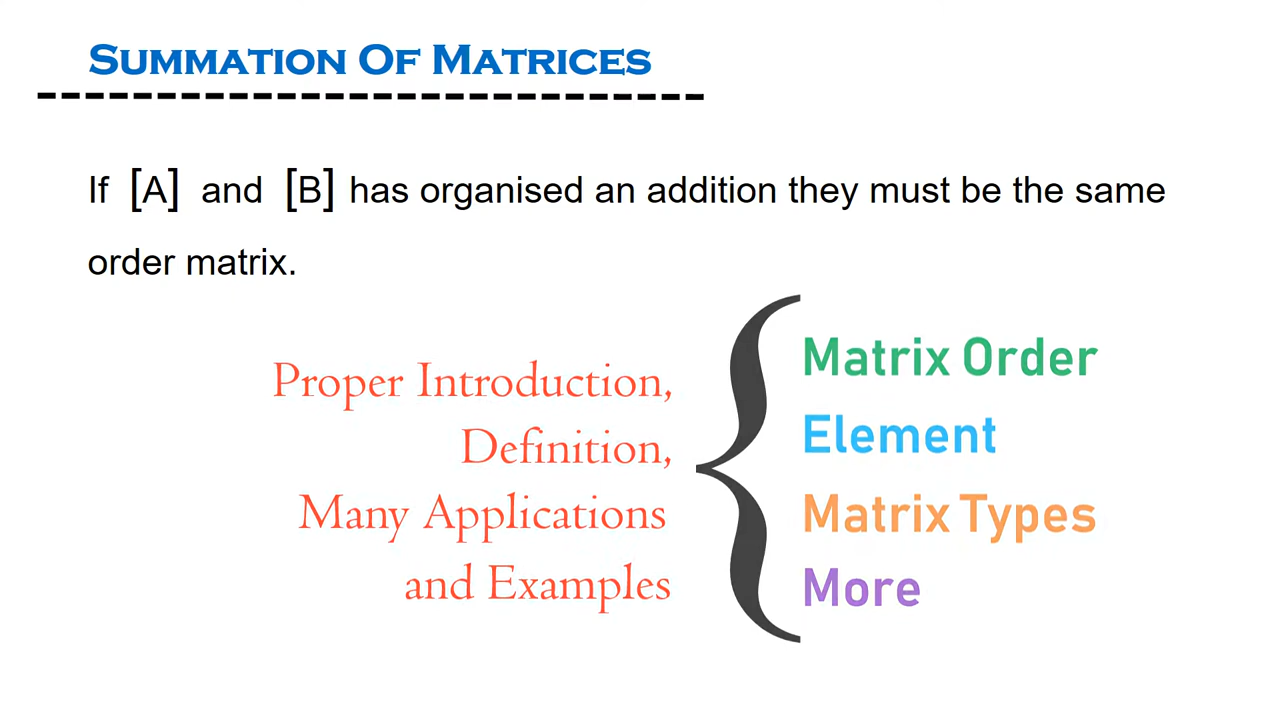 Summation Of Matrices
If [A] and [B] has organised an addition they must be the same
order matrix.
Proper Introduction,
Definition,
Many Applications
and Examples
Matrix Order
Element
Matrix Types
More